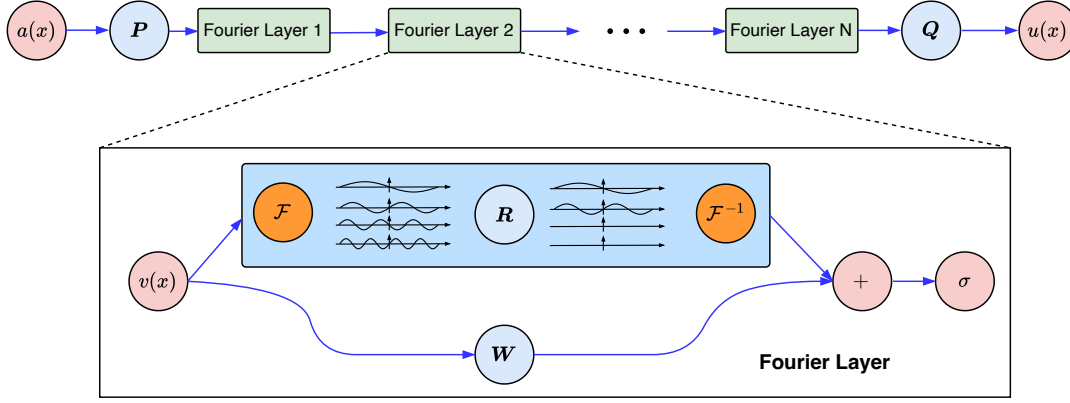 a(x) P Fourier Layer 1 Fourier Layer 2 • • • Fourier Layer N Q u(x)
𝓕 R 𝓕⁻¹
v(x) + σ
W
Fourier Layer